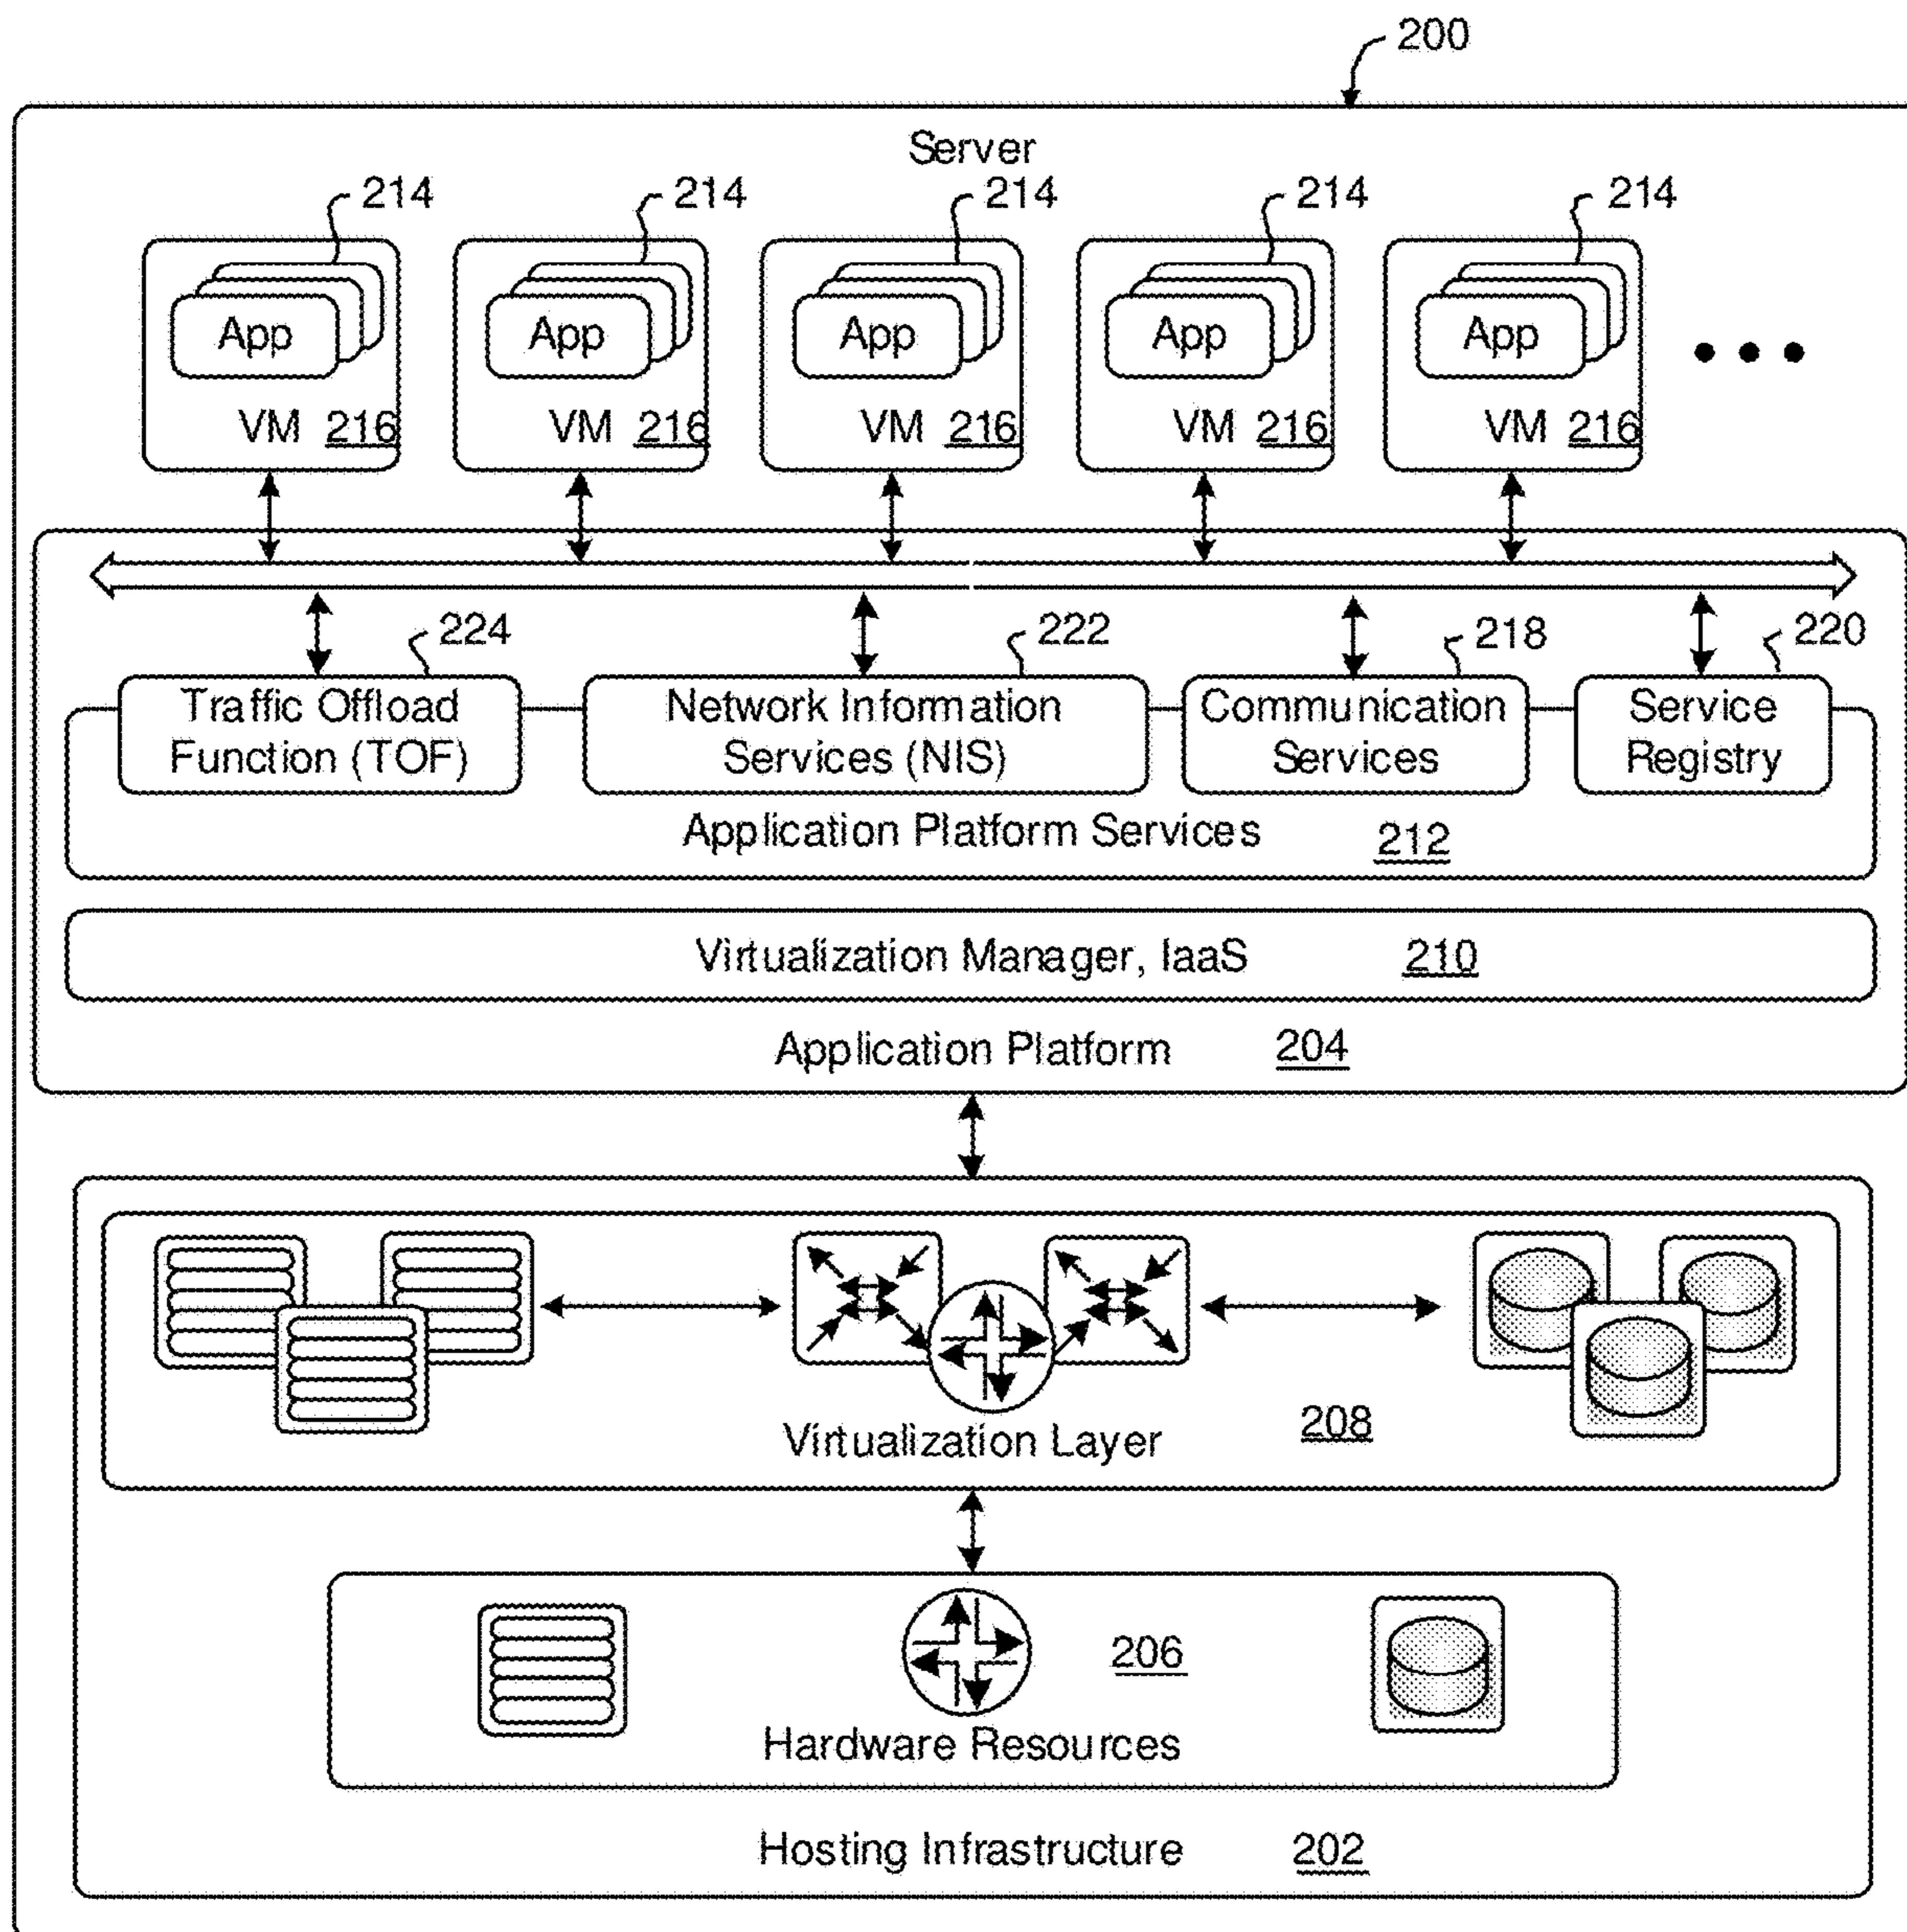 200
Server
214 214 214 214 214
App App App App App
VM 216 VM 216 VM 216 VM 216 VM 216
224 222 218 220
Traffic Offload
Function (TOF)
Network Information
Services (NIS)
Communication
Services
Service
Registry
Application Platform Services 212
Virtualization Manager, IaaS 210
Application Platform 204
Virtualization Layer 208
206
Hardware Resources
Hosting Infrastructure 202